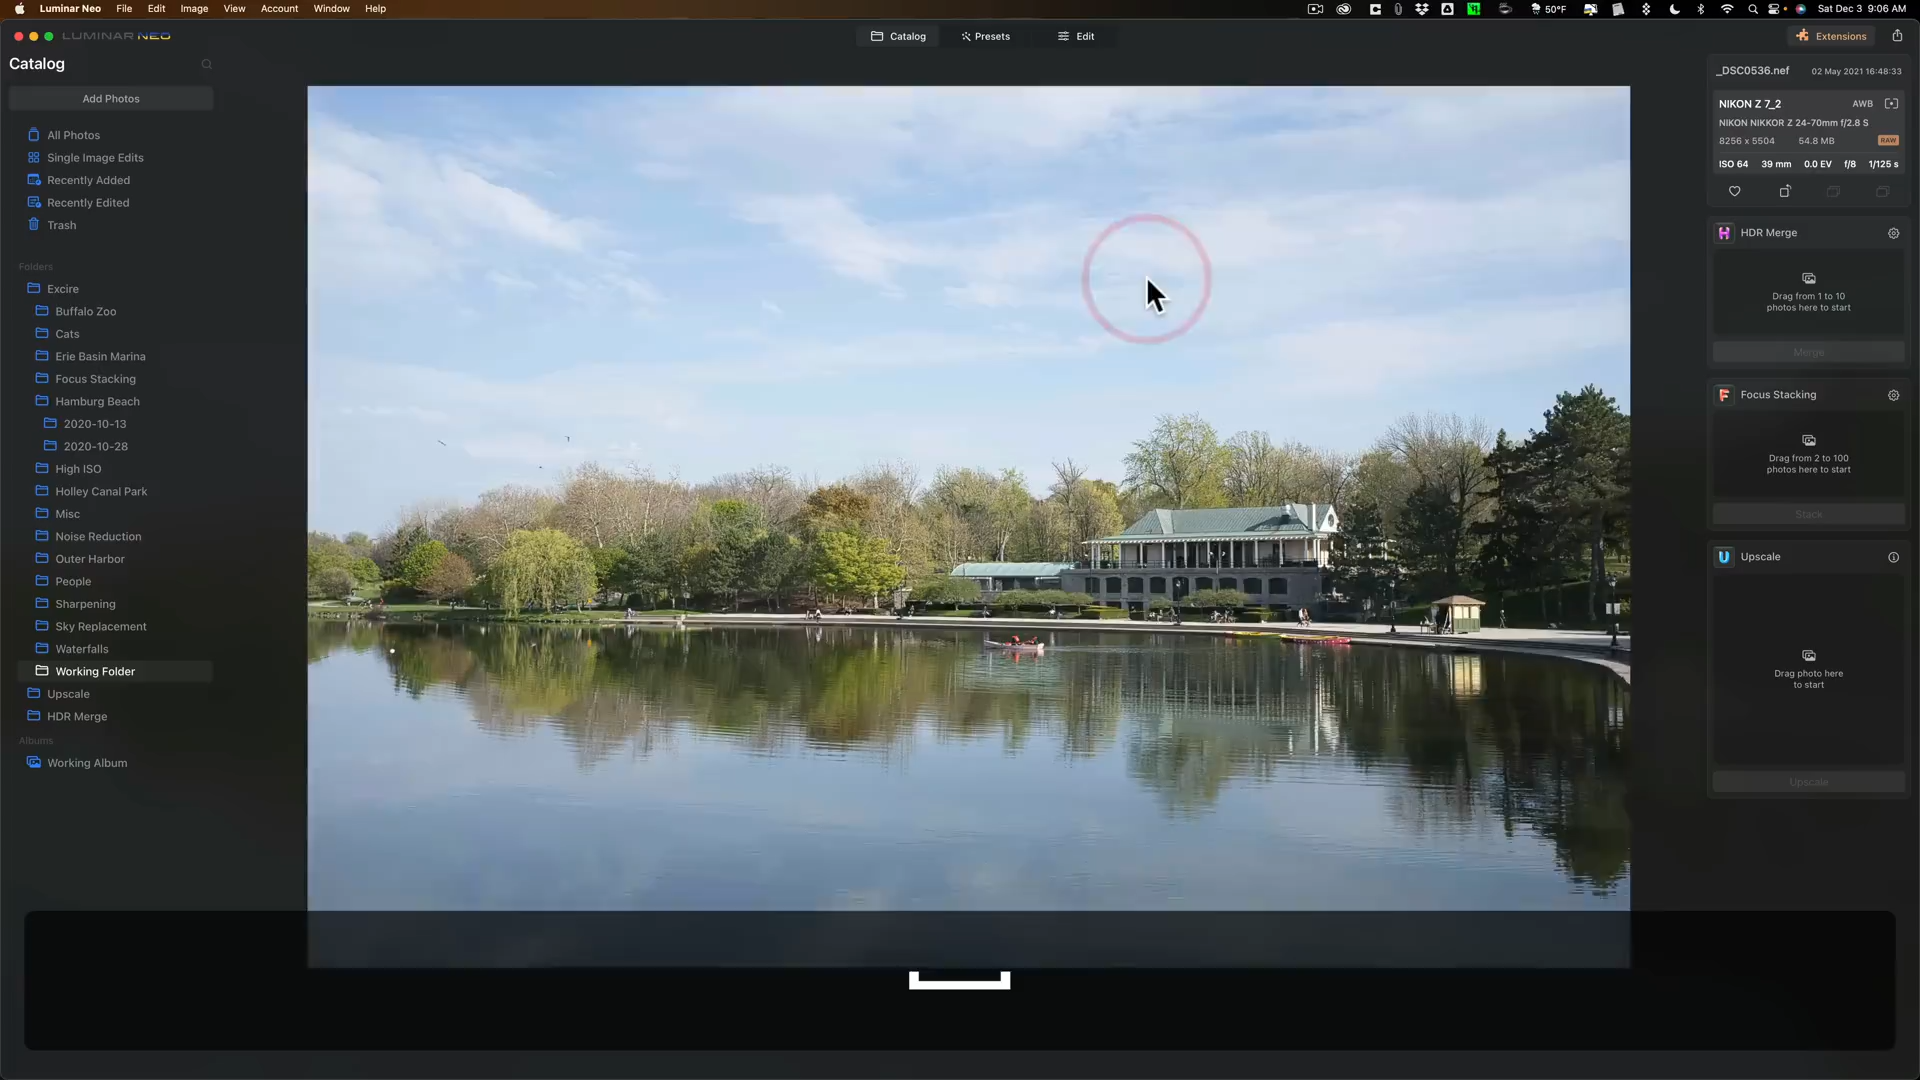 Luminar Neo File Edit Image View Account Window Help
50°F Sat Dec 3 9:06 AM
LUMINAR NEO
Catalog Presets Edit
Extensions
Catalog
Add Photos
All Photos
Single Image Edits
Recently Added
Recently Edited
Trash
Folders
Excire
Buffalo Zoo
Cats
Erie Basin Marina
Focus Stacking
Hamburg Beach
2020-10-13
2020-10-28
High ISO
Holley Canal Park
Misc
Noise Reduction
Outer Harbor
People
Sharpening
Sky Replacement
Waterfalls
Working Folder
Upscale
HDR Merge
Albums
Working Album
_DSC0536.nef 02 May 2021 16:48:33
NIKON Z 7_2 AWB
NIKON NIKKOR Z 24-70mm f/2.8 S
8256 x 5504 54.8 MB RAW
ISO 64 39 mm 0.0 EV f/8 1/125 s
HDR Merge
Drag from 1 to 10
photos here to start
Merge
Focus Stacking
Drag from 2 to 100
photos here to start
Stack
Upscale
Drag photo here
to start
Upscale